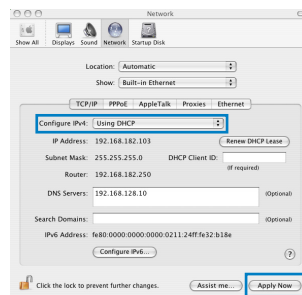 Network
Show All Displays Sound Network Startup Disk
Location: Automatic
Show: Built-in Ethernet
TCP/IP PPPoE AppleTalk Proxies Ethernet
Configure IPv4: Using DHCP
IP Address: 192.168.182.103 Renew DHCP Lease
Subnet Mask: 255.255.255.0 DHCP Client ID:
(If required)
Router: 192.168.182.250
DNS Servers: 192.168.128.10 (Optional)
Search Domains: (Optional)
IPv6 Address: fe80:0000:0000:0000:0211:24ff:fe32:b18e
Configure IPv6... ?
Click the lock to prevent further changes. Assist me... Apply Now